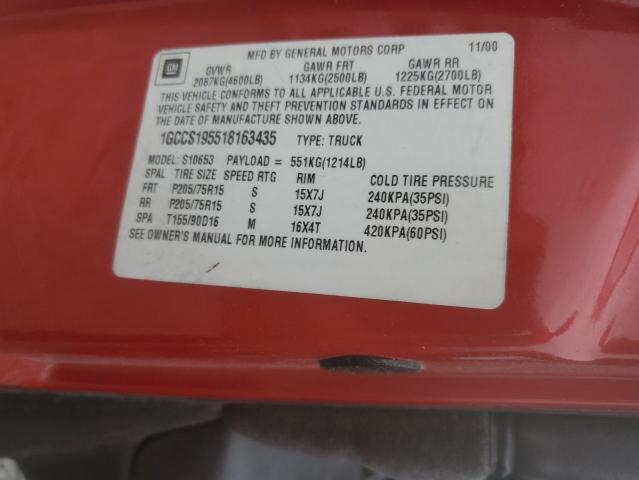 MFD BY GENERAL MOTORS CORP 11/00
GM GVWR GAWR FRT GAWR RR
2087KG(4600LB) 1134KG(2500LB) 1225KG(2700LB)
THIS VEHICLE CONFORMS TO ALL APPLICABLE U.S. FEDERAL MOTOR
VEHICLE SAFETY AND THEFT PREVENTION STANDARDS IN EFFECT ON
THE DATE OF MANUFACTURE SHOWN ABOVE.
1GCCS195518163435 TYPE: TRUCK
MODEL: S10653 PAYLOAD = 551KG(1214LB)
SPAL TIRE SIZE SPEED RTG RIM COLD TIRE PRESSURE
FRT P205/75R15 S 15X7J 240KPA(35PSI)
RR P205/75R15 S 15X7J 240KPA(35PSI)
SPA T155/90D16 M 16X4T 420KPA(60PSI)
SEE OWNER'S MANUAL FOR MORE INFORMATION.